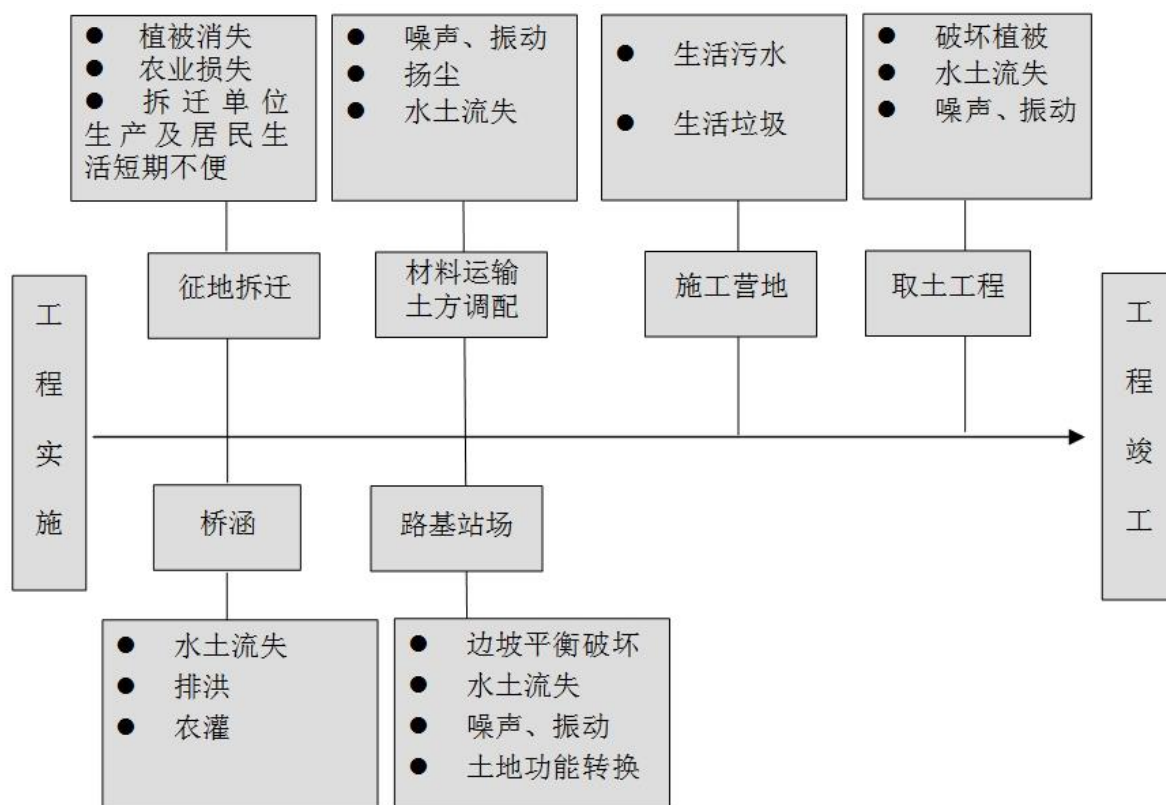 ● 植被消失
● 农业损失
● 拆迁单位
生产及居民生
活短期不便
● 噪声、振动
● 扬尘
● 水土流失
● 生活污水
● 生活垃圾
● 破坏植被
● 水土流失
● 噪声、振动
征地拆迁
材料运输
土方调配
施工营地
取土工程
工程实施
工程竣工
桥涵
路基站场
● 水土流失
● 排洪
● 农灌
● 边坡平衡破坏
● 水土流失
● 噪声、振动
● 土地功能转换